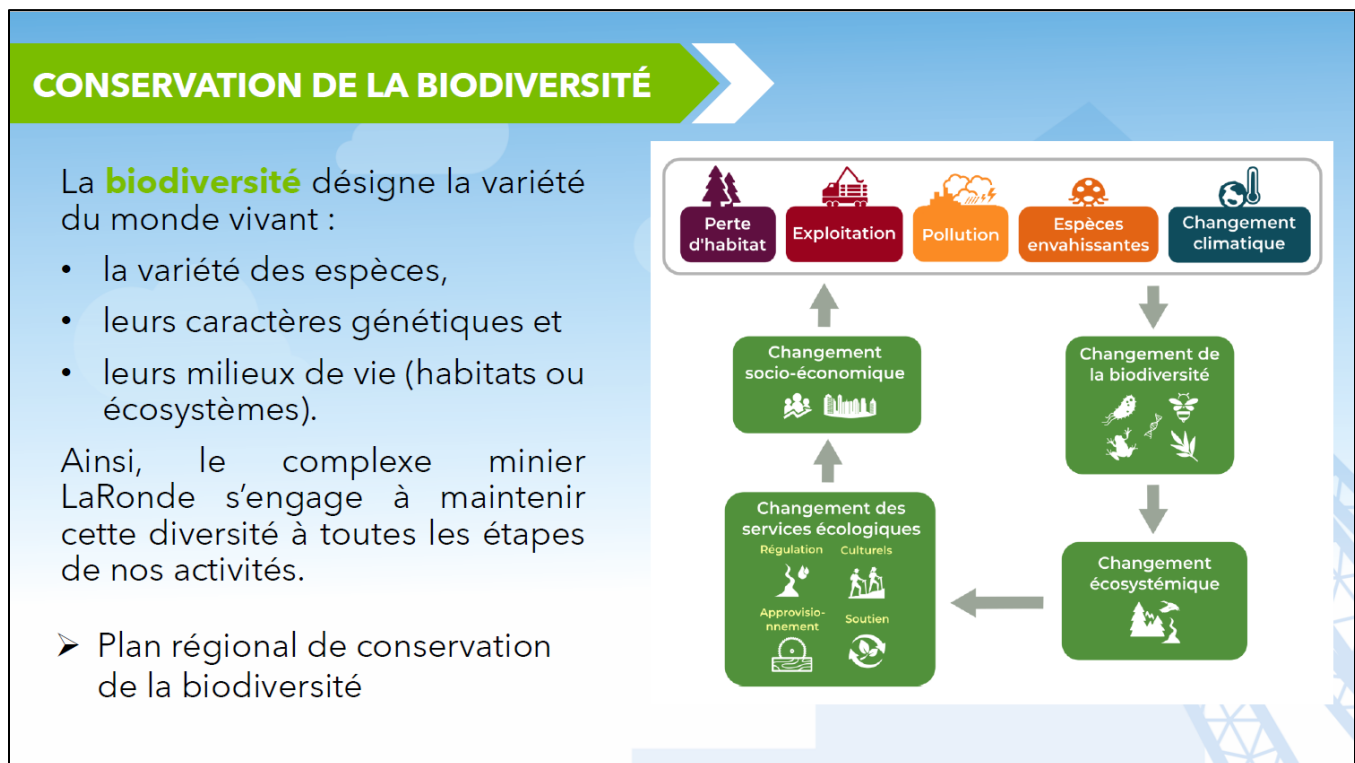 CONSERVATION DE LA BIODIVERSITÉ
La biodiversité désigne la variété
du monde vivant :
• la variété des espèces,
• leurs caractères génétiques et
• leurs milieux de vie (habitats ou
écosystèmes).
Ainsi, le complexe minier
LaRonde s’engage à maintenir
cette diversité à toutes les étapes
de nos activités.
➢ Plan régional de conservation
de la biodiversité
Perte
d'habitat
Exploitation
Pollution
Espèces
envahissantes
Changement
climatique
Changement
socio-économique
Changement de
la biodiversité
Changement des
services écologiques
Régulation
Culturels
Approvisio-
nnement
Soutien
Changement
écosystémique